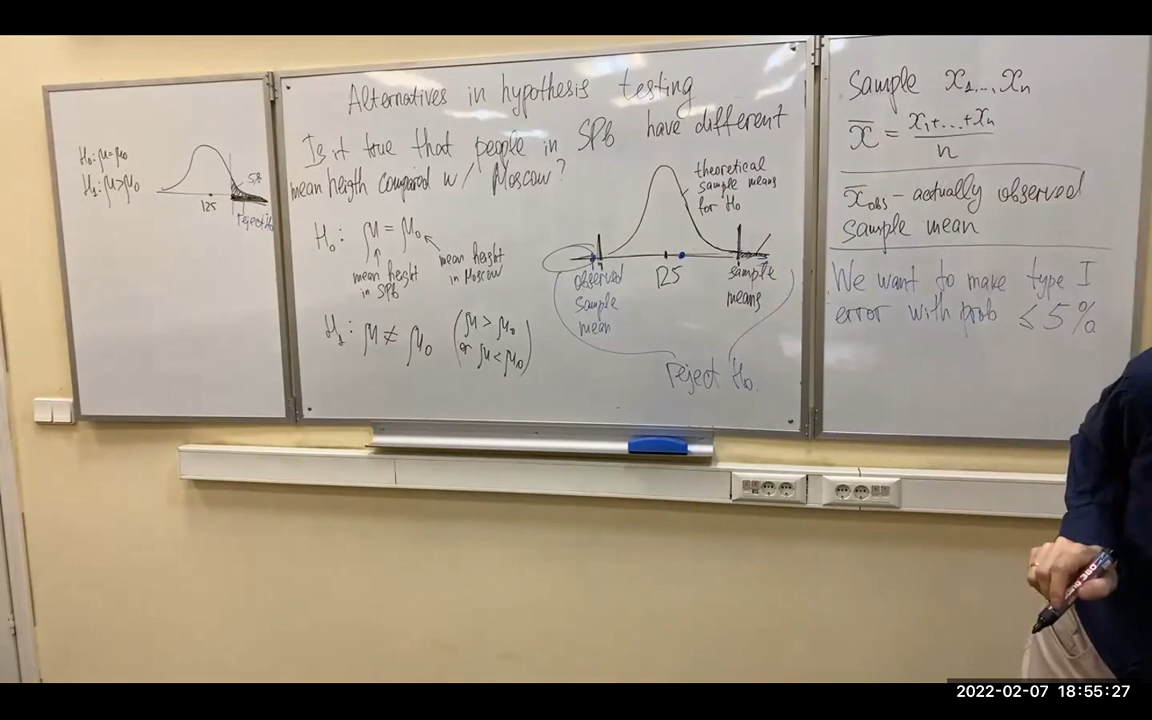 H₀: μ=μ₀
H₁: μ>μ₀
5%
125
reject H₀
Alternatives in hypothesis testing
Is it true that people in SPb have different
mean heigth compared w/ Moscow?
H₀: μ = μ₀
mean height
in SPb
mean height
in Moscow
H₁: μ ≠ μ₀ (μ > μ₀
or μ < μ₀)
theoretical
sample means
for H₀
observed
sample
mean
125
sample
means
reject H₀.
Sample x₁...,xₙ
x̄ = x₁+...+xₙ
n
x̄obs - actually observed
sample mean
We want to make type I
error with prob ≤ 5%
2022-02-07 18:55:27